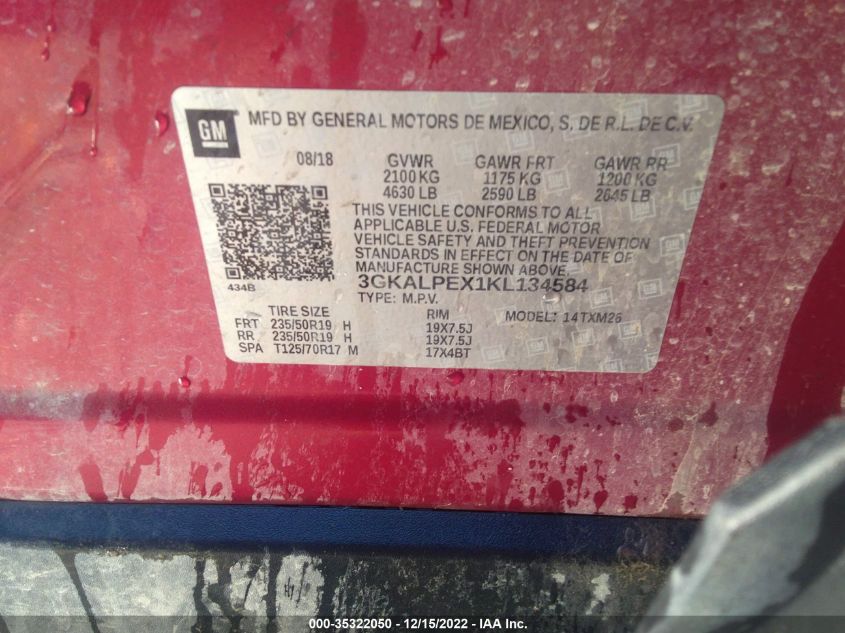 GM
MFD BY GENERAL MOTORS DE MEXICO, S. DE R.L. DE C.V.
08/18 GVWR GAWR FRT GAWR RR
2100 KG 1175 KG 1200 KG
4630 LB 2590 LB 2645 LB
THIS VEHICLE CONFORMS TO ALL
APPLICABLE U.S. FEDERAL MOTOR
VEHICLE SAFETY AND THEFT PREVENTION
STANDARDS IN EFFECT ON THE DATE OF
MANUFACTURE SHOWN ABOVE.
434B 3GKALPEX1KL134584
TYPE: M.P.V.
TIRE SIZE RIM MODEL: 14TXM26
FRT 235/50R19 H 19X7.5J
RR 235/50R19 H 19X7.5J
SPA T125/70R17 M 17X4BT
000-35322050 - 12/15/2022 - IAA Inc.